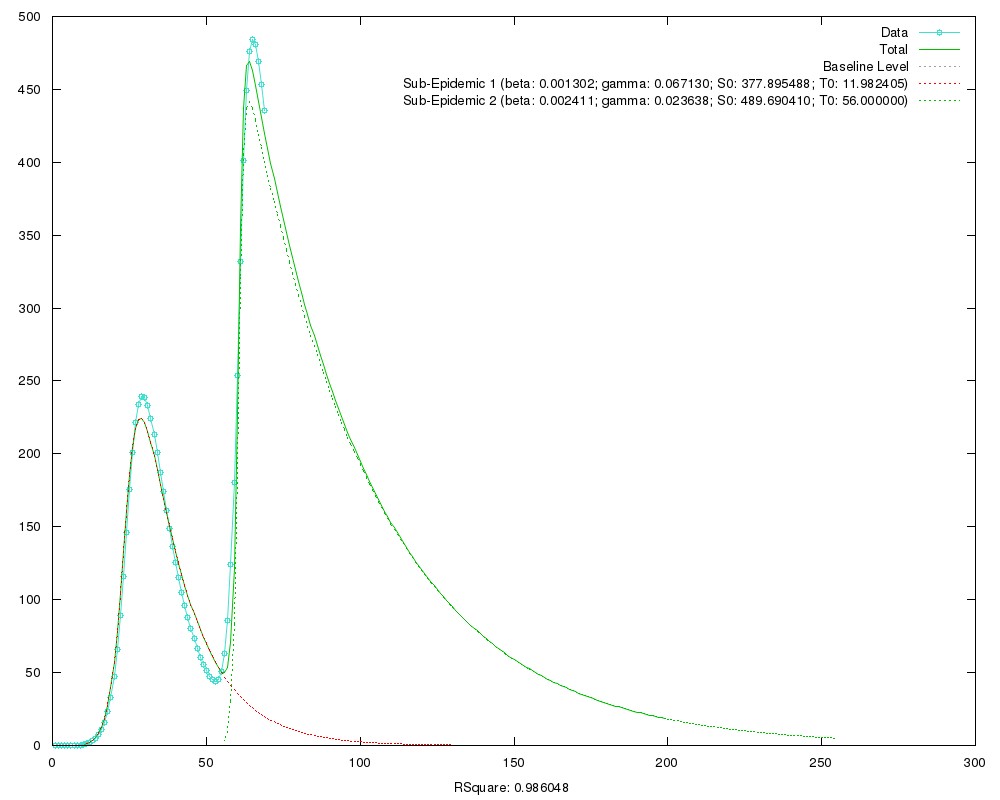 500
450
400
350
300
250
200
150
100
50
0
Data
Total
Baseline Level
Sub-Epidemic 1 (beta: 0.001302; gamma: 0.067130; S0: 377.895488; T0: 11.982405)
Sub-Epidemic 2 (beta: 0.002411; gamma: 0.023638; S0: 489.690410; T0: 56.000000)
0 50 100 150 200 250 300
RSquare: 0.986048